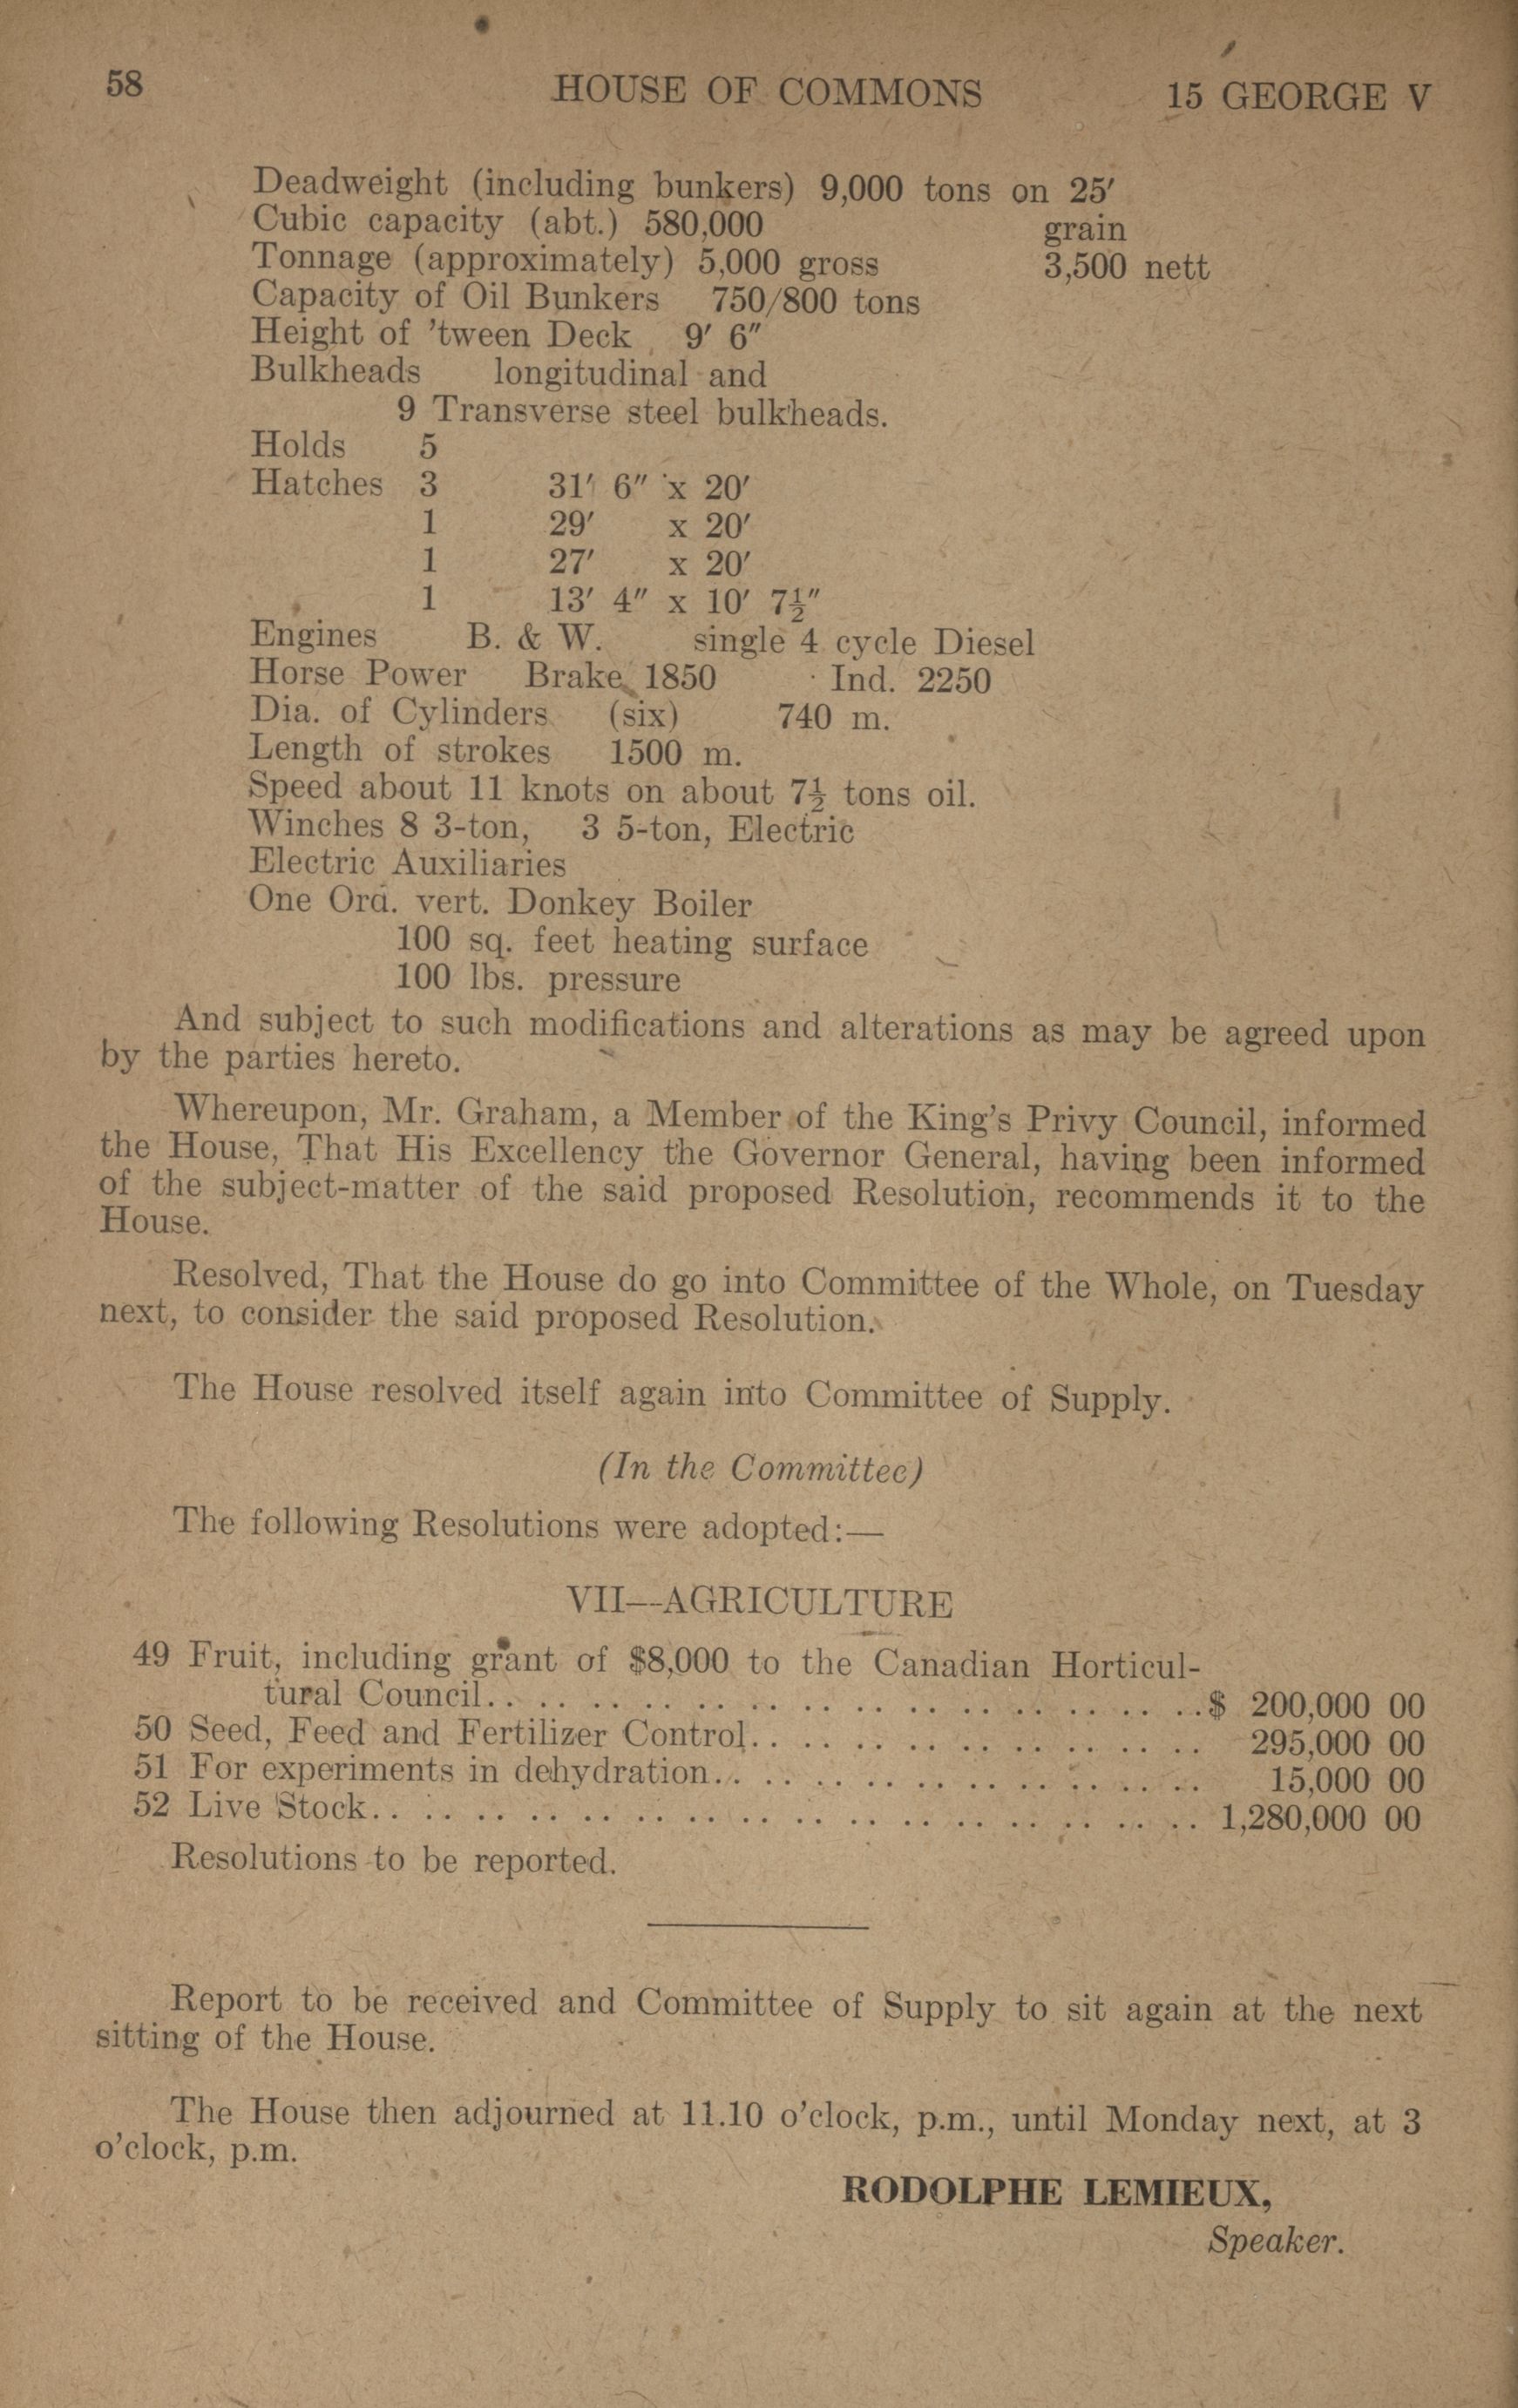 58 HOUSE OF COMMONS 15 GEORGE V
Deadweight (including bunkers) 9,000 tons on 25′
Cubic capacity (abt.) 580,000 grain
Tonnage (approximately) 5,000 gross 3,500 nett
Capacity of Oil Bunkers 750/800 tons
Height of ’tween Deck 9′ 6″
Bulkheads longitudinal and
9 Transverse steel bulkheads.
Holds 5
Hatches 3 31′ 6″ x 20′
1 29′ x 20′
1 27′ x 20′
1 13′ 4″ x 10′ 7½″
Engines B. & W. single 4 cycle Diesel
Horse Power Brake 1850 Ind. 2250
Dia. of Cylinders (six) 740 m.
Length of strokes 1500 m.
Speed about 11 knots on about 7½ tons oil.
Winches 8 3-ton, 3 5-ton, Electric
Electric Auxiliaries
One Ord. vert. Donkey Boiler
100 sq. feet heating surface
100 lbs. pressure
And subject to such modifications and alterations as may be agreed upon
by the parties hereto.
Whereupon, Mr. Graham, a Member of the King’s Privy Council, informed
the House, That His Excellency the Governor General, having been informed
of the subject-matter of the said proposed Resolution, recommends it to the
House.
Resolved, That the House do go into Committee of the Whole, on Tuesday
next, to consider the said proposed Resolution.
The House resolved itself again into Committee of Supply.
(In the Committee)
The following Resolutions were adopted:—
VII—AGRICULTURE
49 Fruit, including grant of $8,000 to the Canadian Horticul-
tural Council. . . . . . . . . . . . . . . . . . . . . . . . . . . . .$ 200,000 00
50 Seed, Feed and Fertilizer Control. . . . . . . . . . . . . . . . . . 295,000 00
51 For experiments in dehydration. . . . . . . . . . . . . . . . . . . . 15,000 00
52 Live Stock. . . . . . . . . . . . . . . . . . . . . . . . . . . . . . . . 1,280,000 00
Resolutions to be reported.
Report to be received and Committee of Supply to sit again at the next
sitting of the House.
The House then adjourned at 11.10 o’clock, p.m., until Monday next, at 3
o’clock, p.m.
RODOLPHE LEMIEUX,
Speaker.